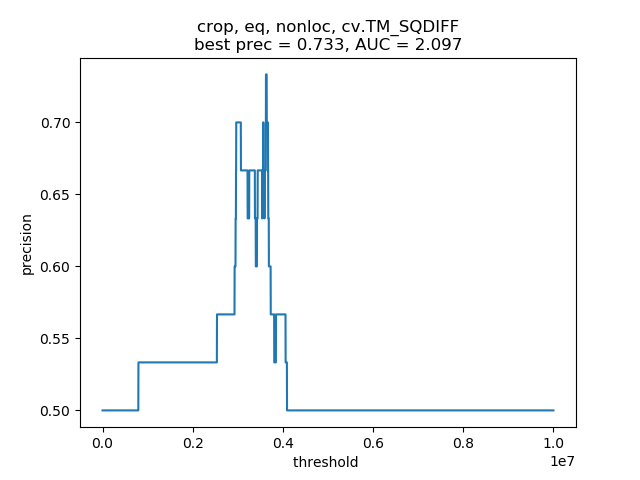 crop, eq, nonloc, cv.TM_SQDIFF
best prec = 0.733, AUC = 2.097
precision
0.70
0.65
0.60
0.55
0.50
0.0 0.2 0.4 0.6 0.8 1.0
1e7
threshold